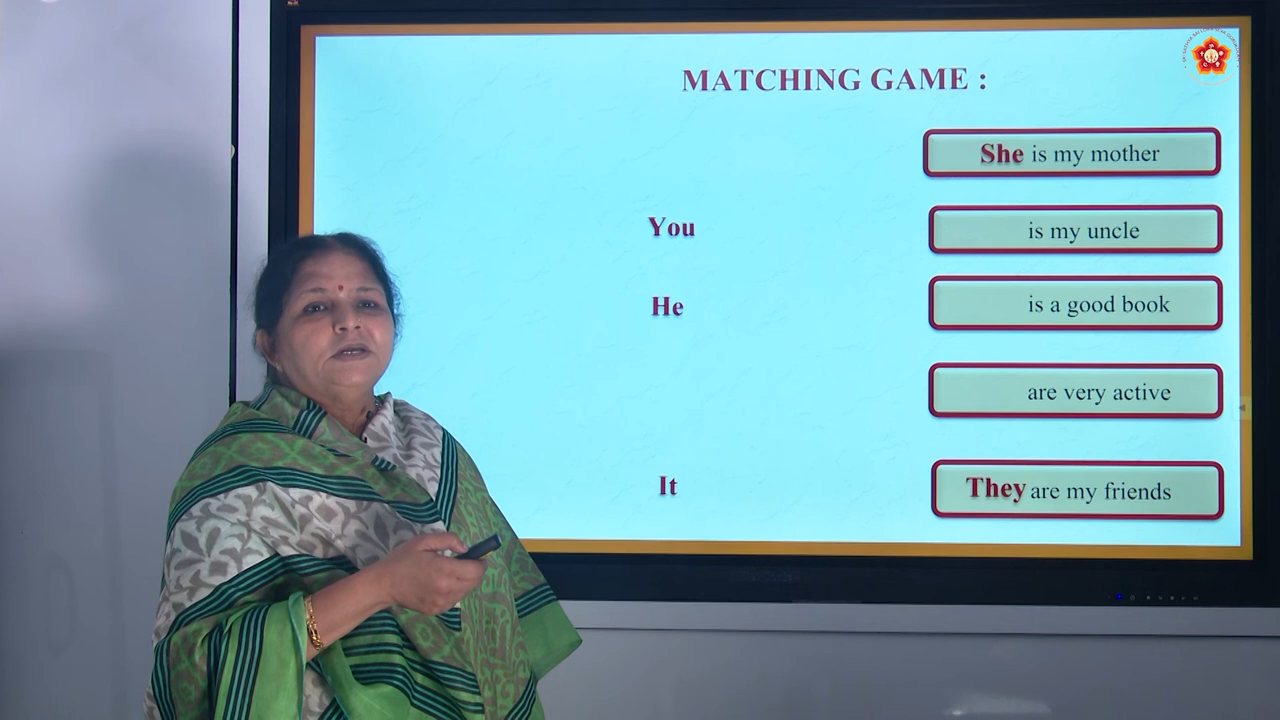 MATCHING GAME :
She is my mother
You
is my uncle
He
is a good book
are very active
It
They are my friends